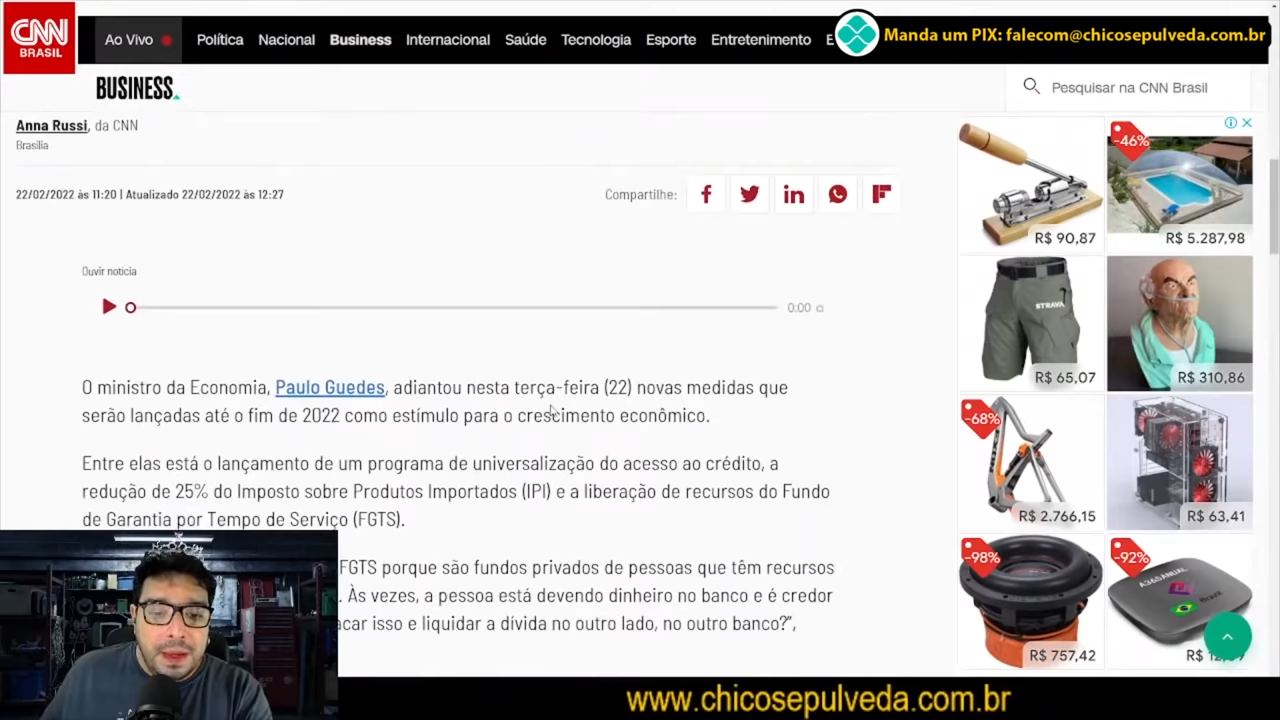 CNN
BRASIL
Ao Vivo
Política
Nacional
Business
Internacional
Saúde
Tecnologia
Esporte
Entretenimento
Manda um PIX: falecom@chicosepulveda.com.br
BUSINESS
Pesquisar na CNN Brasil
Anna Russi, da CNN
Brasília
22/02/2022 às 11:20 | Atualizado 22/02/2022 às 12:27
Compartilhe:
Ouvir notícia
0:00
O ministro da Economia, Paulo Guedes, adiantou nesta terça-feira (22) novas medidas que
serão lançadas até o fim de 2022 como estímulo para o crescimento econômico.
Entre elas está o lançamento de um programa de universalização do acesso ao crédito, a
redução de 25% do Imposto sobre Produtos Importados (IPI) e a liberação de recursos do Fundo
de Garantia por Tempo de Serviço (FGTS).
FGTS porque são fundos privados de pessoas que têm recursos
. Às vezes, a pessoa está devendo dinheiro no banco e é credor
acar isso e liquidar a dívida no outro lado, no outro banco?”,
R$ 90,87
-46%
R$ 5.287,98
STRAVA
R$ 65,07
R$ 310,86
-68%
R$ 2.766,15
R$ 63,41
-98%
R$ 757,42
-92%
Brazil
www.chicosepulveda.com.br